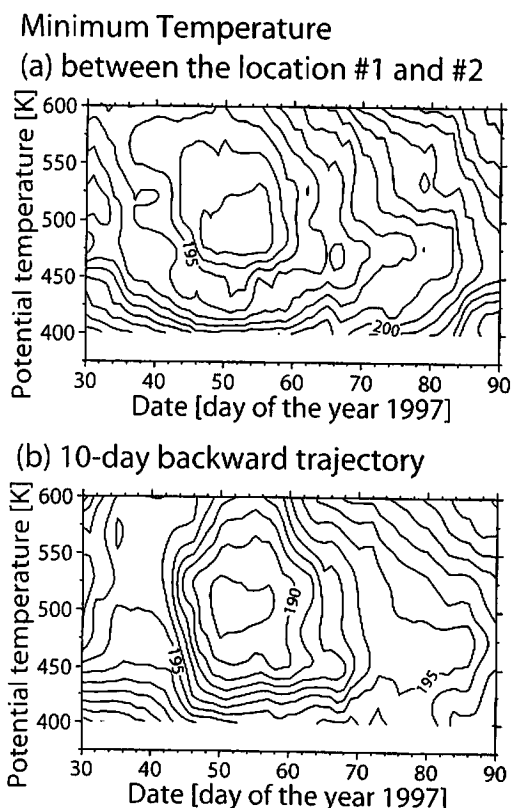 Minimum Temperature
(a) between the location #1 and #2
Potential temperature [K]
600
550
500
450
400
195
200
30 40 50 60 70 80 90
Date [day of the year 1997]
(b) 10-day backward trajectory
Potential temperature [K]
600
550
500
450
400
190
195
195
30 40 50 60 70 80 90
Date [day of the year 1997]